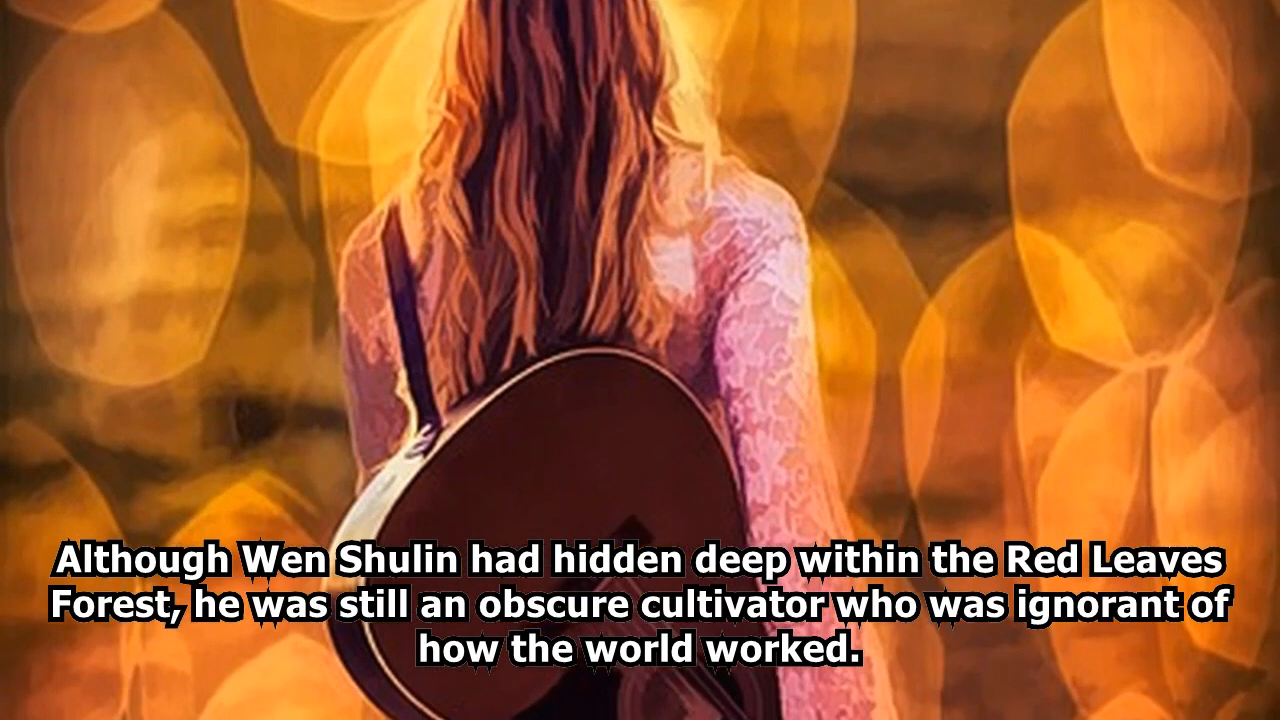 Although Wen Shulin had hidden deep within the Red Leaves
Forest, he was still an obscure cultivator who was ignorant of
how the world worked.